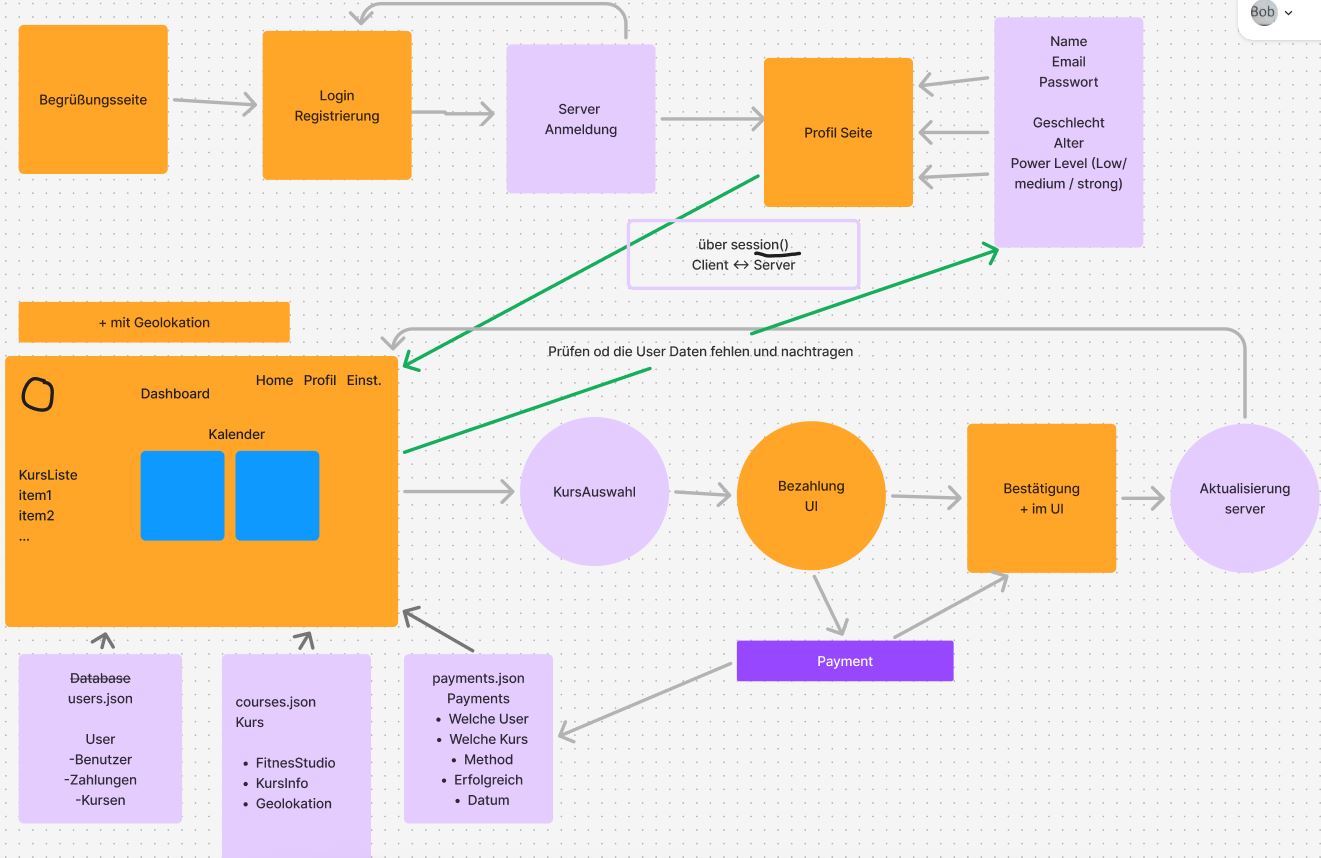 Bob
Begrüßungsseite
Login
Registrierung
Server
Anmeldung
Profil Seite
Name
Email
Passwort
Geschlecht
Alter
Power Level (Low/
medium / strong)
über session()
Client <-> Server
+ mit Geolokation
Prüfen od die User Daten fehlen und nachtragen
Home Profil Einst.
Dashboard
Kalender
KursListe
item1
item2
...
KursAuswahl
Bezahlung
UI
Bestätigung
+ im UI
Aktualisierung
server
Payment
Database
users.json
User
-Benutzer
-Zahlungen
-Kursen
courses.json
Kurs
• FitnesStudio
• KursInfo
• Geolokation
payments.json
Payments
• Welche User
• Welche Kurs
• Method
• Erfolgreich
• Datum